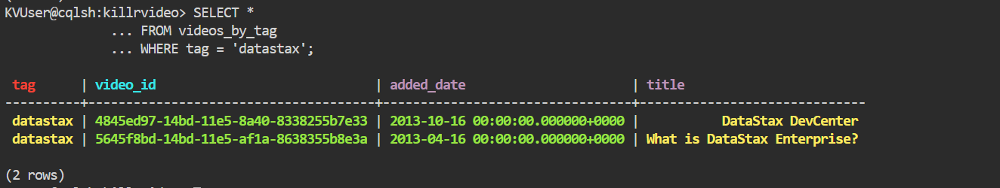 KVUser@cqlsh:killrvideo> SELECT *
... FROM videos_by_tag
... WHERE tag = 'datastax';
tag | video_id | added_date | title
----------+--------------------------------------+---------------------------------+-----------------------------
datastax | 4845ed97-14bd-11e5-8a40-8338255b7e33 | 2013-10-16 00:00:00.000000+0000 | DataStax DevCenter
datastax | 5645f8bd-14bd-11e5-af1a-8638355b8e3a | 2013-04-16 00:00:00.000000+0000 | What is DataStax Enterprise?
(2 rows)